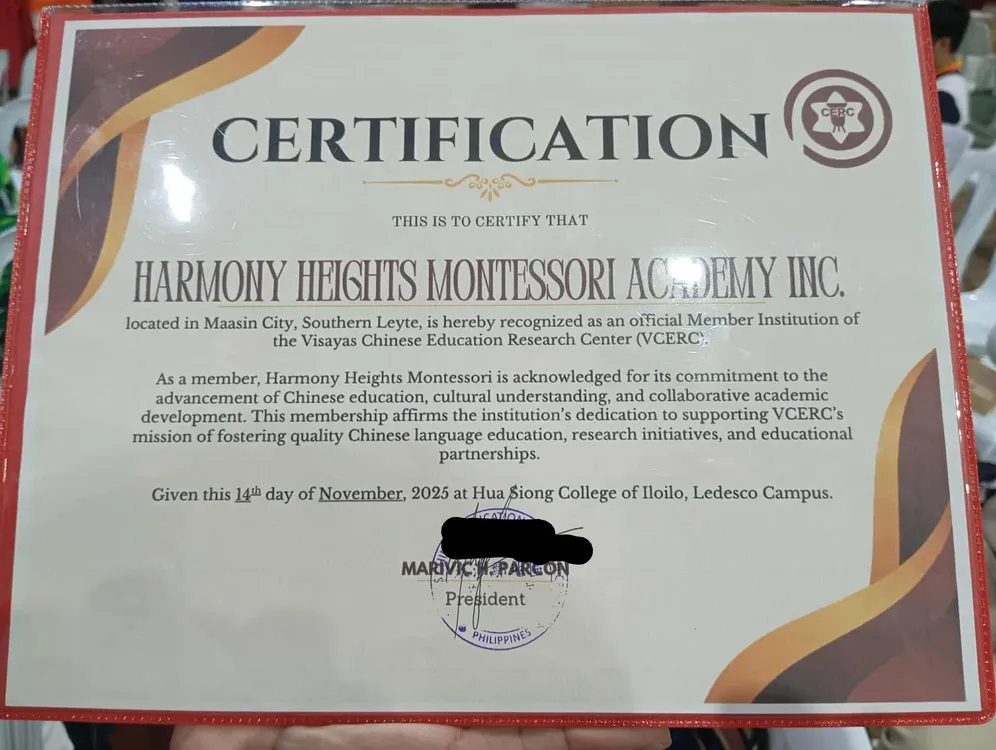 CERC
CERTIFICATION
THIS IS TO CERTIFY THAT
HARMONY HEIGHTS MONTESSORI ACADEMY INC.
located in Maasin City, Southern Leyte, is hereby recognized as an official Member Institution of
the Visayas Chinese Education Research Center (VCERC).
As a member, Harmony Heights Montessori is acknowledged for its commitment to the
advancement of Chinese education, cultural understanding, and collaborative academic
development. This membership affirms the institution's dedication to supporting VCERC's
mission of fostering quality Chinese language education, research initiatives, and educational
partnerships.
Given this 14th day of November, 2025 at Hua Siong College of Iloilo, Ledesco Campus.
MARIVIC H. PARCON
President
PHILIPPINES